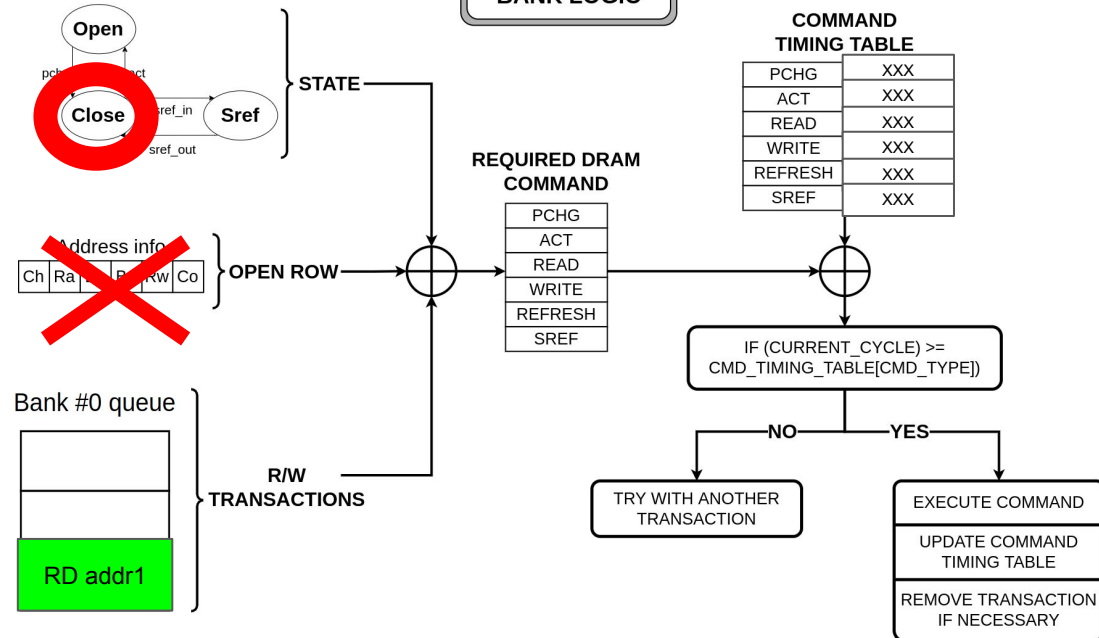 BANK LOGIC
Open
Close
sref_in
Sref
sref_out
STATE
Address info
Ch
Ra
Rw
Co
OPEN ROW
Bank #0 queue
RD addr1
R/W
TRANSACTIONS
REQUIRED DRAM
COMMAND
PCHG
ACT
READ
WRITE
REFRESH
SREF
COMMAND
TIMING TABLE
PCHG XXX
ACT XXX
READ XXX
WRITE XXX
REFRESH XXX
SREF XXX
IF (CURRENT_CYCLE) >=
CMD_TIMING_TABLE[CMD_TYPE])
NO
YES
TRY WITH ANOTHER
TRANSACTION
EXECUTE COMMAND
UPDATE COMMAND
TIMING TABLE
REMOVE TRANSACTION
IF NECESSARY